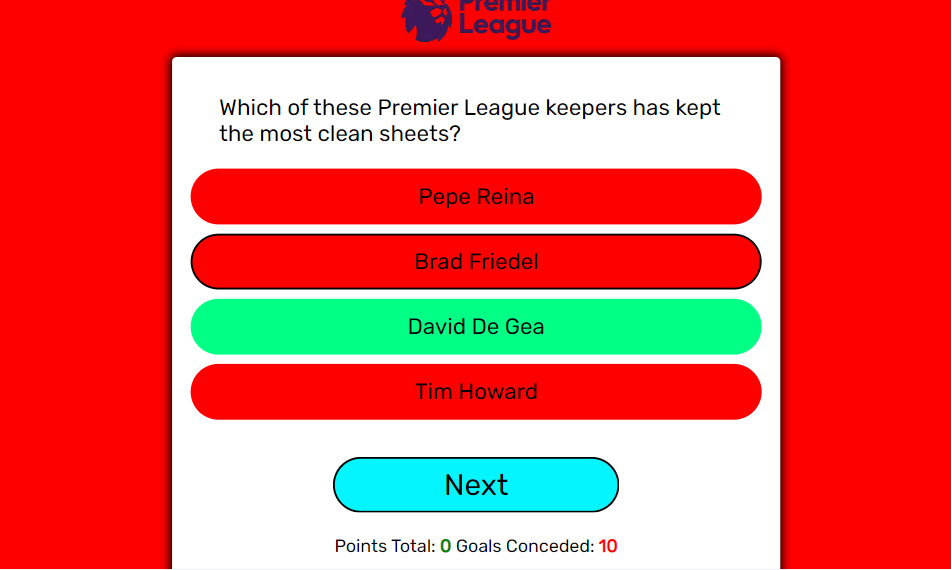 Premier
League
Which of these Premier League keepers has kept
the most clean sheets?
Pepe Reina
Brad Friedel
David De Gea
Tim Howard
Next
Points Total: 0 Goals Conceded: 10